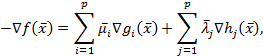 −∇f(x̄) = ∑_{i=1}^{p} μ̄_i∇g_i(x̄) + ∑_{j=1}^{p} λ̄_j∇h_j(x̄),